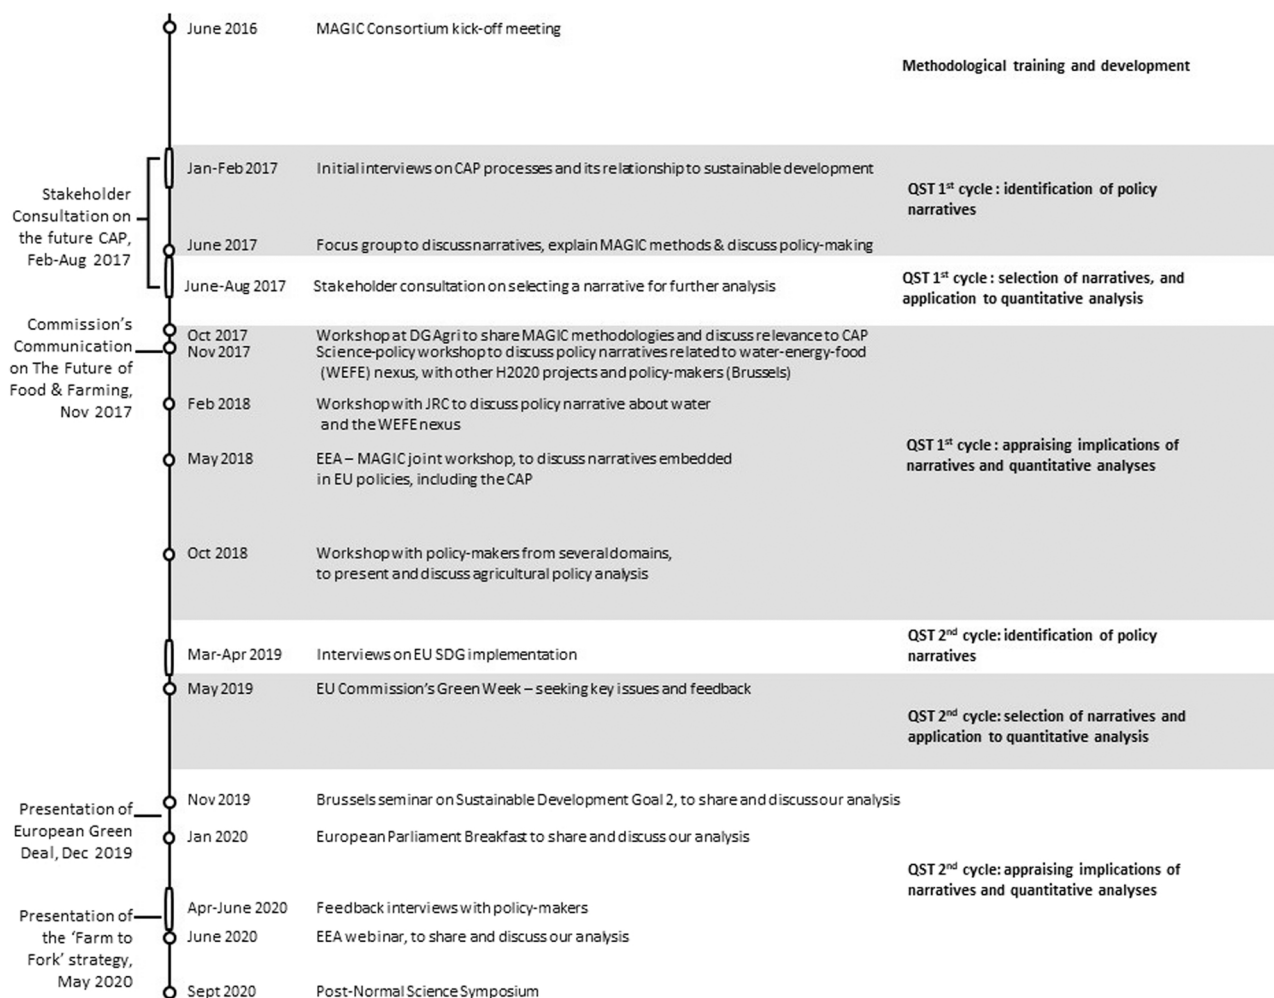 June 2016 MAGIC Consortium kick-off meeting
Methodological training and development
Stakeholder
Consultation on
the future CAP,
Feb-Aug 2017
Jan-Feb 2017 Initial interviews on CAP processes and its relationship to sustainable development
QST 1st cycle : identification of policy
narratives
June 2017 Focus group to discuss narratives, explain MAGIC methods & discuss policy-making
June-Aug 2017 Stakeholder consultation on selecting a narrative for further analysis
QST 1st cycle : selection of narratives, and
application to quantitative analysis
Commission's
Communication
on The Future of
Food & Farming,
Nov 2017
Oct 2017 Workshop at DG Agri to share MAGIC methodologies and discuss relevance to CAP
Nov 2017 Science-policy workshop to discuss policy narratives related to water-energy-food
(WEFE) nexus, with other H2020 projects and policy-makers (Brussels)
Feb 2018 Workshop with JRC to discuss policy narrative about water
and the WEFE nexus
May 2018 EEA – MAGIC joint workshop, to discuss narratives embedded
in EU policies, including the CAP
QST 1st cycle : appraising implications of
narratives and quantitative analyses
Oct 2018 Workshop with policy-makers from several domains,
to present and discuss agricultural policy analysis
QST 2nd cycle: identification of policy
narratives
Mar-Apr 2019 Interviews on EU SDG implementation
May 2019 EU Commission's Green Week – seeking key issues and feedback
QST 2nd cycle: selection of narratives and
application to quantitative analysis
Presentation of
European Green
Deal, Dec 2019
Nov 2019 Brussels seminar on Sustainable Development Goal 2, to share and discuss our analysis
Jan 2020 European Parliament Breakfast to share and discuss our analysis
QST 2nd cycle: appraising implications of
narratives and quantitative analyses
Presentation of
the 'Farm to
Fork' strategy,
May 2020
Apr-June 2020 Feedback interviews with policy-makers
June 2020 EEA webinar, to share and discuss our analysis
Sept 2020 Post-Normal Science Symposium